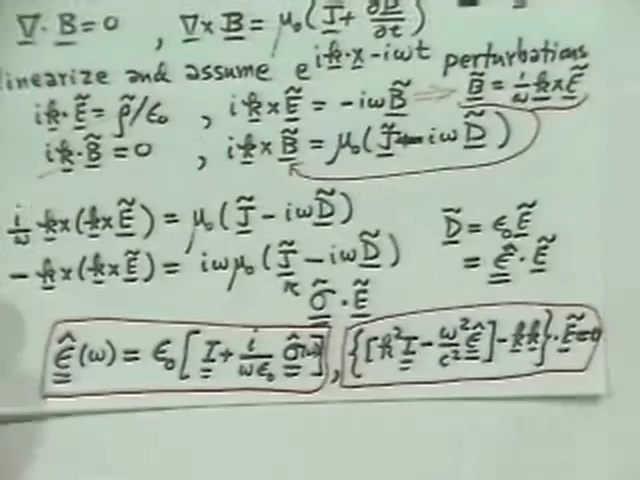 ∇ · B = 0 , ∇ × B = μ₀(J + ∂D/∂t)
linearize and assume e^(ik·x − iωt) perturbations
ik·Ẽ = ρ̃/ε₀ , ik×Ẽ = −iωB̃ ⇒ B̃ = 1/ω k×Ẽ
ik·B̃ = 0 , ik×B̃ = μ₀(J̃ − iωD̃)
i/ω k×(k×Ẽ) = μ₀(J̃ − iωD̃) D̃ = ε₀Ẽ
−k×(k×Ẽ) = iωμ₀(J̃ − iωD̃) = ε̂·Ẽ
σ̃·Ẽ
ε̂(ω) = ε₀[I + i/(ωε₀) σ̂(ω)] , {[k²I − ω²/c² ε̂] − kk}·Ẽ = 0